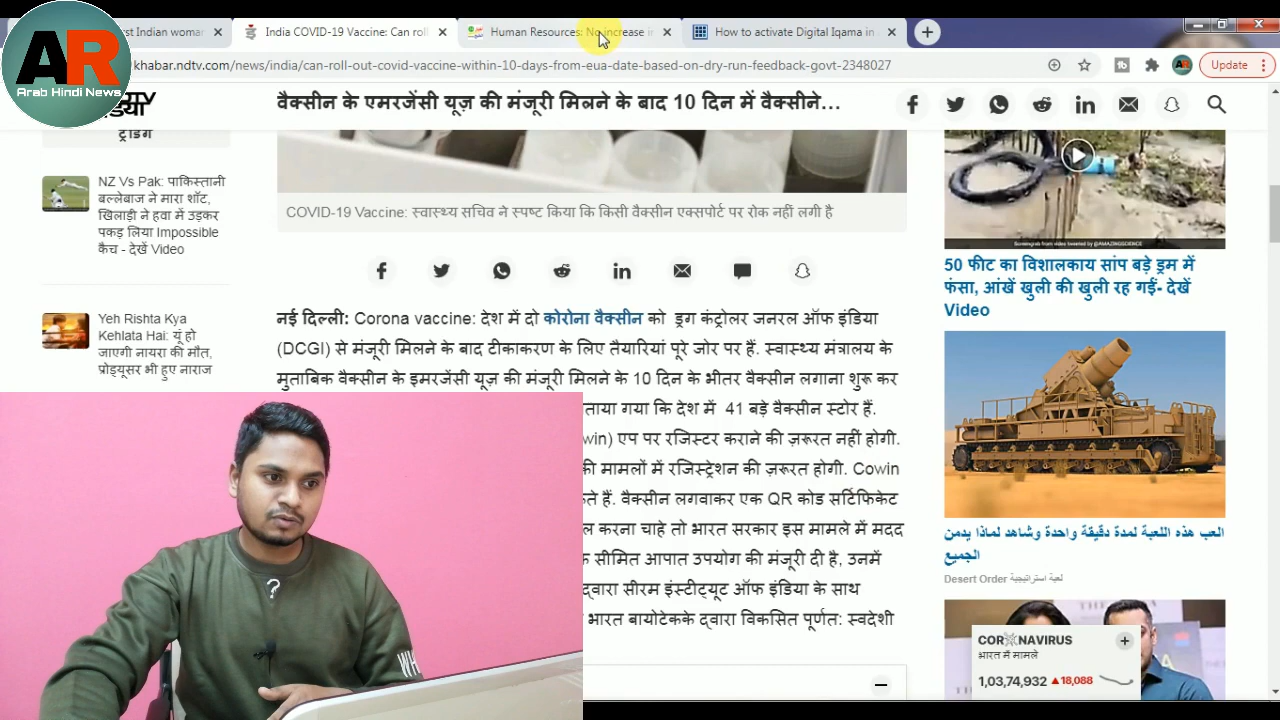 st Indian woman
India COVID-19 Vaccine: Can roll
Human Resources: No increase in
How to activate Digital Iqama in
khabar.ndtv.com/news/india/can-roll-out-covid-vaccine-within-10-days-from-eua-date-based-on-dry-run-feedback-govt-2348027
Update
AR
Arab Hindi News
वैक्सीन के एमरजेंसी यूज़ की मंज़ूरी मिलने के बाद 10 दिन में वैक्सीने...
ट्रेंडिंग
NZ Vs Pak: पाकिस्तानी
बल्लेबाज ने मारा शॉट,
खिलाड़ी ने हवा में उड़कर
पकड़ लिया Impossible
कैच - देखें Video
Yeh Rishta Kya
Kehlata Hai: यूं हो
जाएगी नायरा की मौत,
प्रोड्यूसर भी हुए नाराज
COVID-19 Vaccine: स्वास्थ्य सचिव ने स्पष्ट किया कि किसी वैक्सीन एक्सपोर्ट पर रोक नहीं लगी है
नई दिल्ली: Corona vaccine: देश में दो कोरोना वैक्सीन को ड्रग कंट्रोलर जनरल ऑफ इंडिया
(DCGI) से मंजूरी मिलने के बाद टीकाकरण के लिए तैयारियां पूरे जोर पर हैं. स्वास्थ्य मंत्रालय के
मुताबिक वैक्सीन के इमरजेंसी यूज़ की मंज़ूरी मिलने के 10 दिन के भीतर वैक्सीन लगाना शुरू कर
ताया गया कि देश में 41 बड़े वैक्सीन स्टोर हैं.
win) एप पर रजिस्टर कराने की ज़रूरत नहीं होगी.
की मामलों में रजिस्ट्रेशन की ज़रूरत होगी. Cowin
ते हैं. वैक्सीन लगवाकर एक QR कोड सर्टिफिकेट
ल करना चाहे तो भारत सरकार इस मामले में मदद
सीमित आपात उपयोग की मंजूरी दी है, उनमें
द्वारा सीरम इंस्टीट्यूट ऑफ इंडिया के साथ
भारत बायोटेकके द्वारा विकसित पूर्णत: स्वदेशी
Screengrab from video tweeted by @AMAZINGSCIENCE
50 फीट का विशालकाय सांप बड़े ड्रम में
फंसा, आंखें खुली की खुली रह गईं- देखें
Video
العب هذه اللعبة لمدة دقيقة واحدة وشاهد لماذا يدمن
الجميع
Desert Order لعبة استراتيجية
CORONAVIRUS
भारत में मामले
1,03,74,932 ▲18,088
?